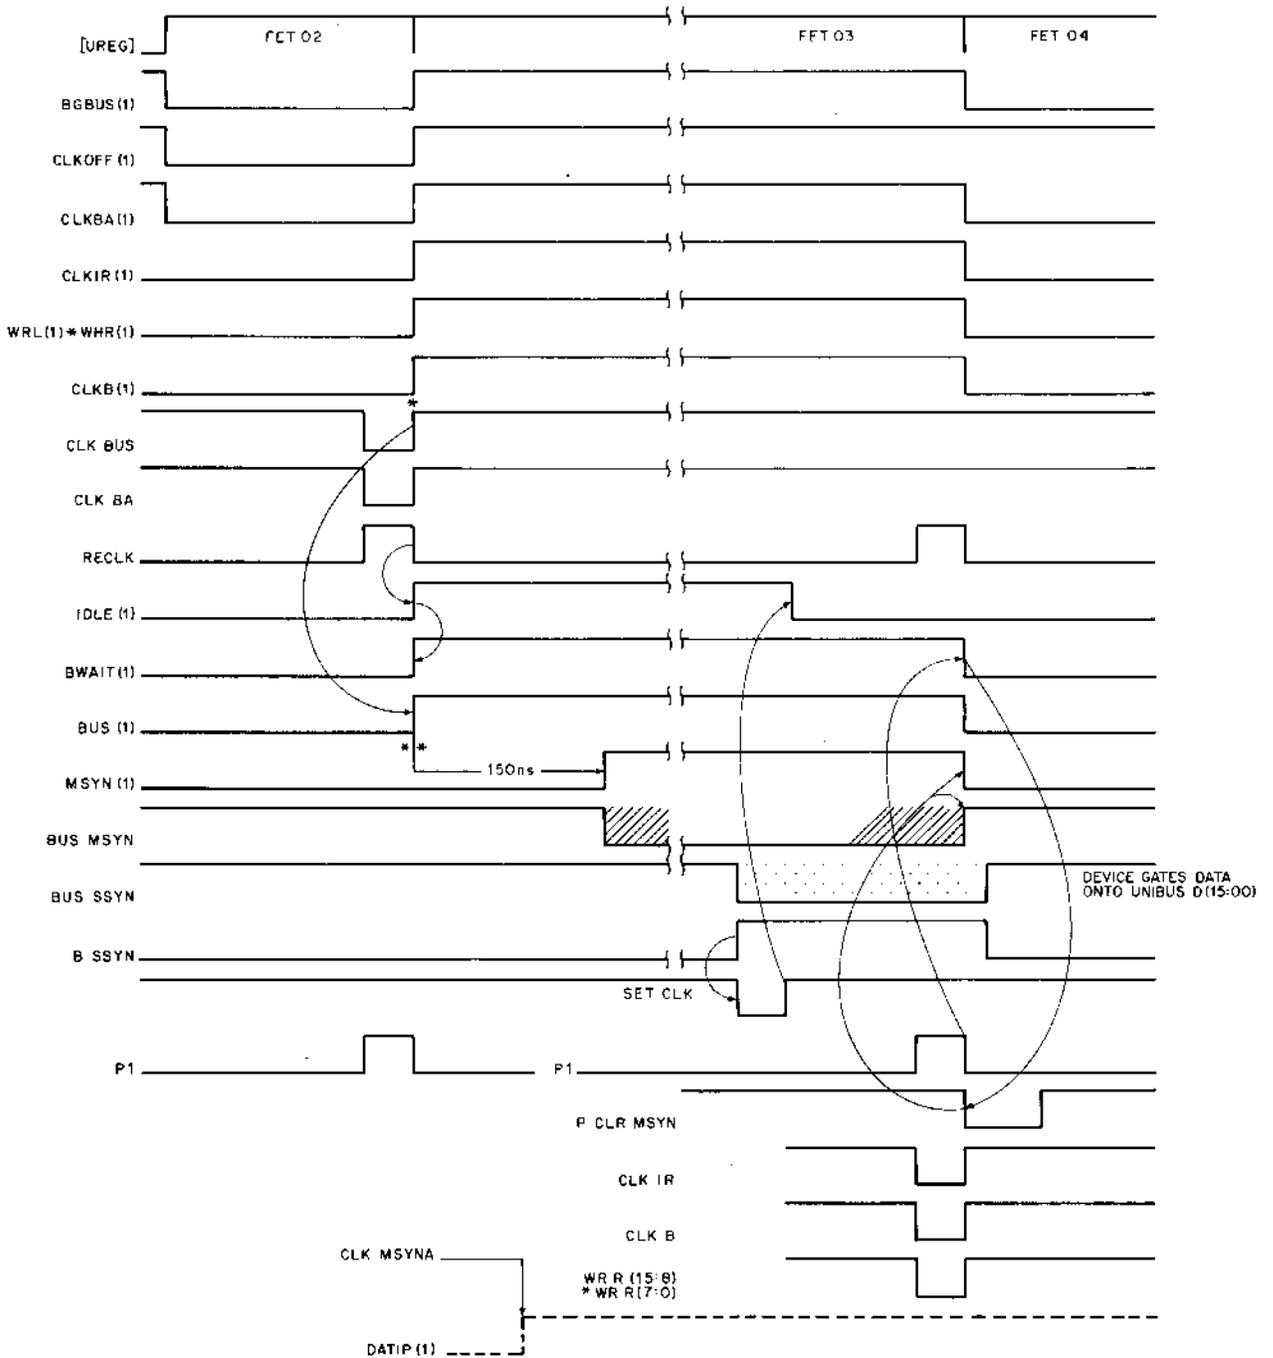 [UREG]
FET 02
FET 03
FET 04
BGBUS(1)
CLKOFF (1)
CLKBA(1)
CLKIR(1)
WRL(1)*WHR(1)
CLKB(1)
*
CLK BUS
CLK BA
RECLK
IDLE (1)
BWAIT(1)
BUS (1)
* *
150ns
MSYN (1)
BUS MSYN
DEVICE GATES DATA
ONTO UNIBUS D(15:00)
BUS SSYN
B SSYN
SET CLK
P1
P1
P CLR MSYN
CLK IR
CLK B
CLK MSYNA
WR R (15:8)
* WR R(7:0)
DATIP(1)